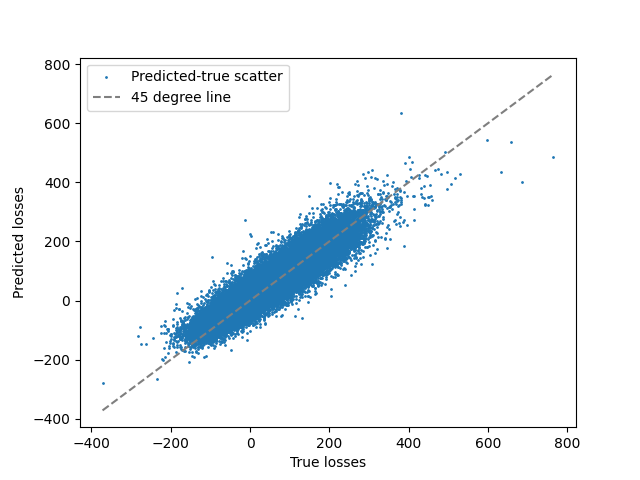 800
600
400
200
0
−200
−400
Predicted losses
Predicted-true scatter
45 degree line
−400 −200 0 200 400 600 800
True losses